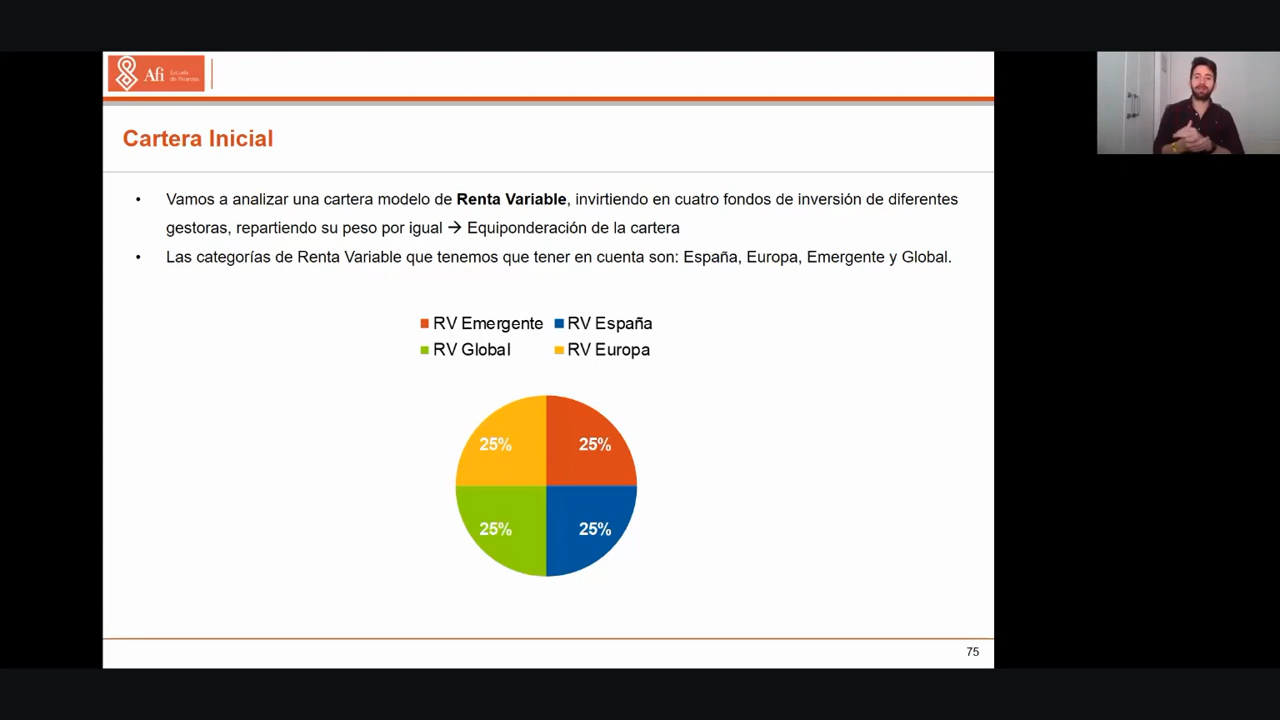 Afi Escuela
de Finanzas
Cartera Inicial
• Vamos a analizar una cartera modelo de Renta Variable, invirtiendo en cuatro fondos de inversión de diferentes
gestoras, repartiendo su peso por igual → Equiponderación de la cartera
• Las categorías de Renta Variable que tenemos que tener en cuenta son: España, Europa, Emergente y Global.
RV Emergente RV España
RV Global RV Europa
25% 25%
25% 25%
75